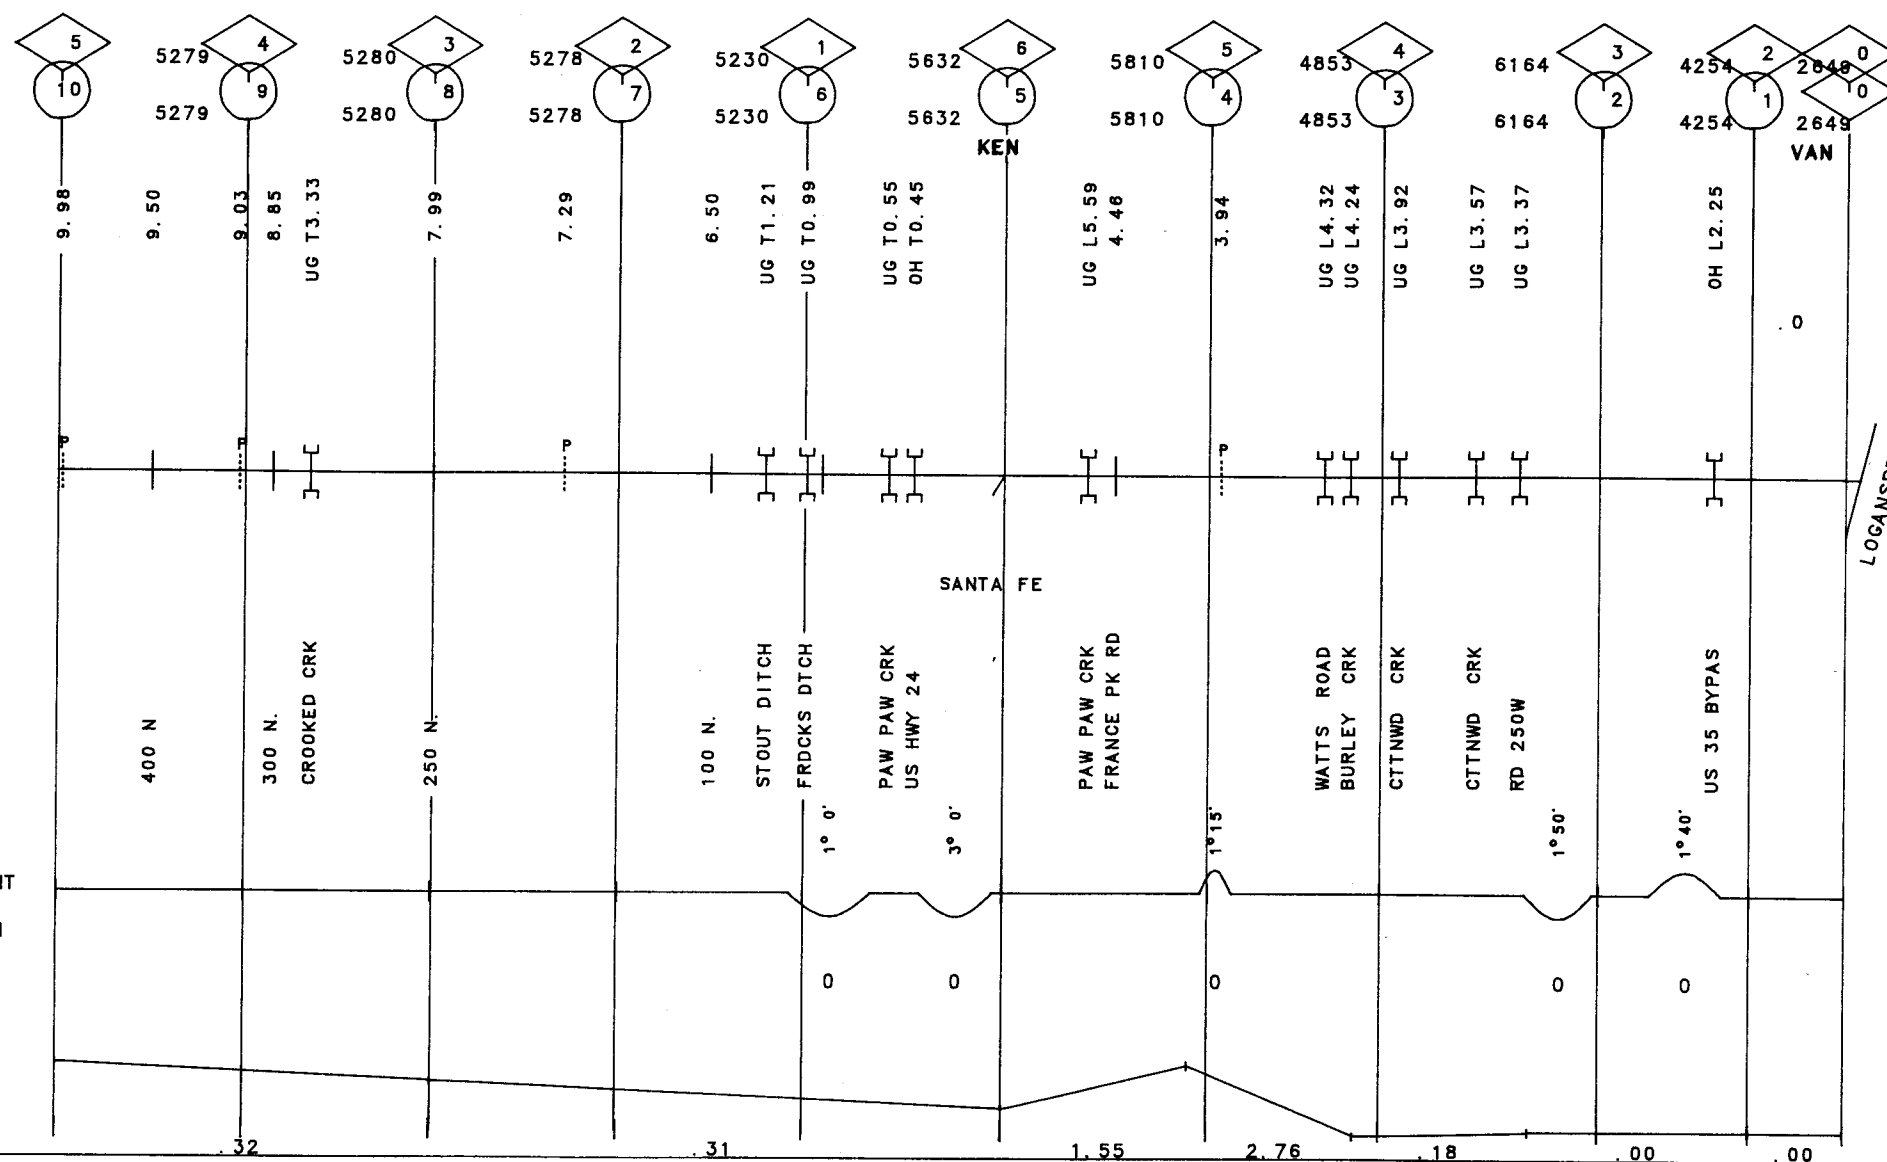 5 4 3 2 1 6 5 4 3 2 0
5279 5280 5278 5230 5632 5810 4853 6164 4254 2649
10 9 8 7 6 5 4 3 2 1 0
5279 5280 5278 5230 5632 5810 4853 6164 4254 2649
KEN
VAN
9.98
9.50
9.03
8.85
UG T3.33
7.99
7.29
6.50
UG T1.21
UG T0.99
UG T0.55
OH T0.45
UG L5.59
4.46
3.94
UG L4.32
UG L4.24
UG L3.92
UG L3.57
UG L3.37
OH L2.25
.0
P P P P
SANTA FE
400 N
300 N.
CROOKED CRK
250 N.
100 N.
STOUT DITCH
FRDCKS DTCH
PAW PAW CRK
US HWY 24
PAW PAW CRK
FRANCE PK RD
WATTS ROAD
BURLEY CRK
CTTNWD CRK
CTTNWD CRK
RD 250W
US 35 BYPAS
1° 0'
3° 0'
1°15'
1°50'
1°40'
0 0 0 0 0
.32 .31 1.55 2.76 .18 .00 .00